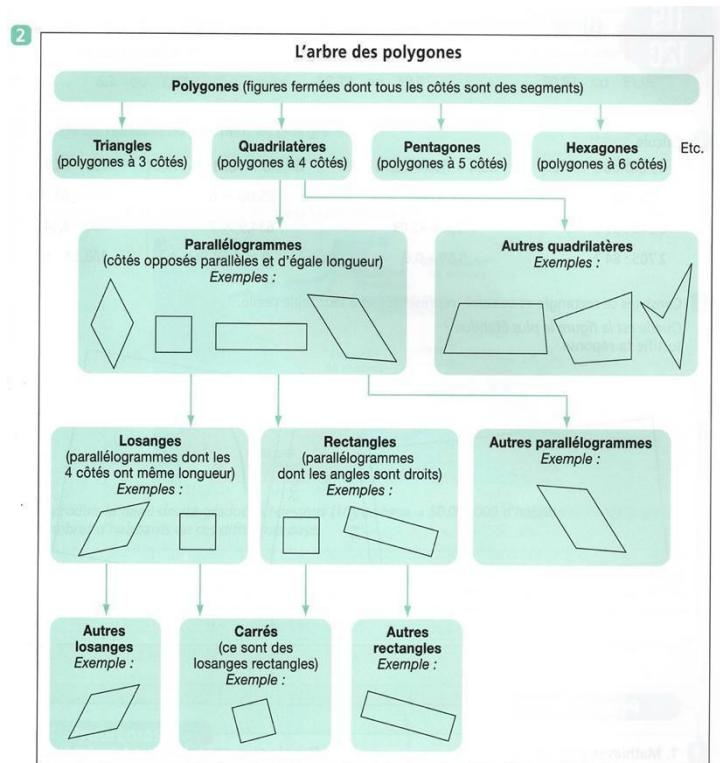 2
L'arbre des polygones
Polygones (figures fermées dont tous les côtés sont des segments)
Triangles
(polygones à 3 côtés)
Quadrilatères
(polygones à 4 côtés)
Pentagones
(polygones à 5 côtés)
Hexagones
(polygones à 6 côtés)
Etc.
Parallélogrammes
(côtés opposés parallèles et d'égale longueur)
Exemples :
Autres quadrilatères
Exemples :
Losanges
(parallélogrammes dont les
4 côtés ont même longueur)
Exemples :
Rectangles
(parallélogrammes
dont les angles sont droits)
Exemples :
Autres parallélogrammes
Exemple :
Autres
losanges
Exemple :
Carrés
(ce sont des
losanges rectangles)
Exemple :
Autres
rectangles
Exemple :